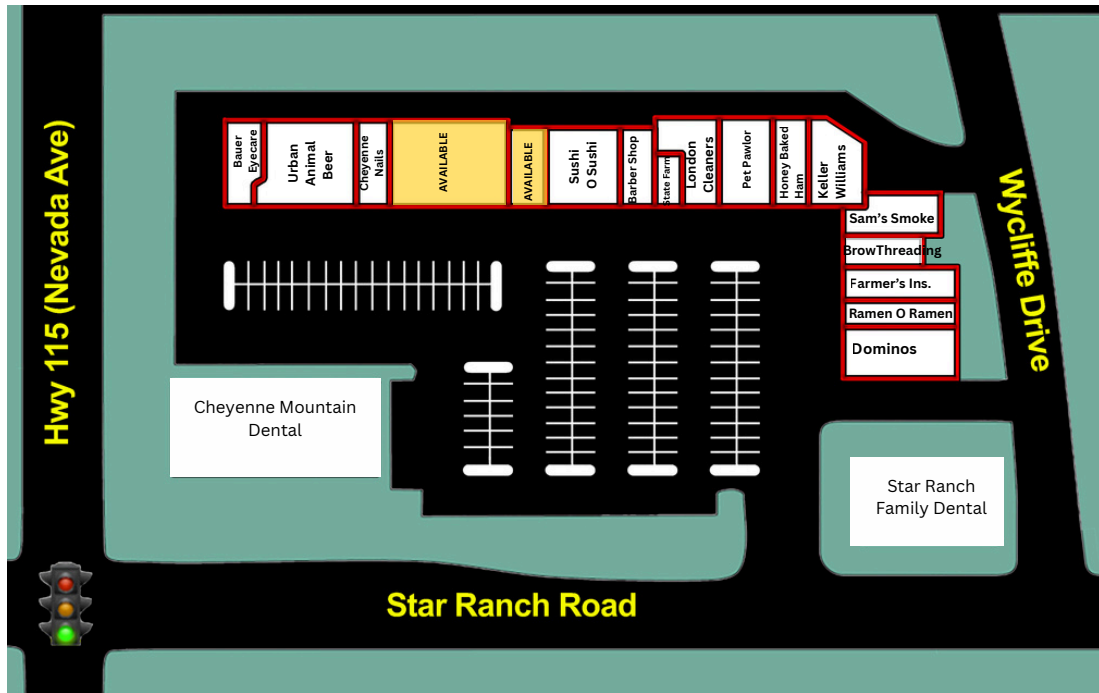 Hwy 115 (Nevada Ave)
Bauer
Eyecare
Urban
Animal
Beer
Cheyenne
Nails
AVAILABLE
AVAILABLE
Sushi
O Sushi
Barber Shop
State Farm
London
Cleaners
Pet Pawlor
Honey Baked
Ham
Keller
Williams
Sam's Smoke
BrowThreading
Farmer's Ins.
Ramen O Ramen
Dominos
Wycliffe Drive
Cheyenne Mountain
Dental
Star Ranch
Family Dental
Star Ranch Road